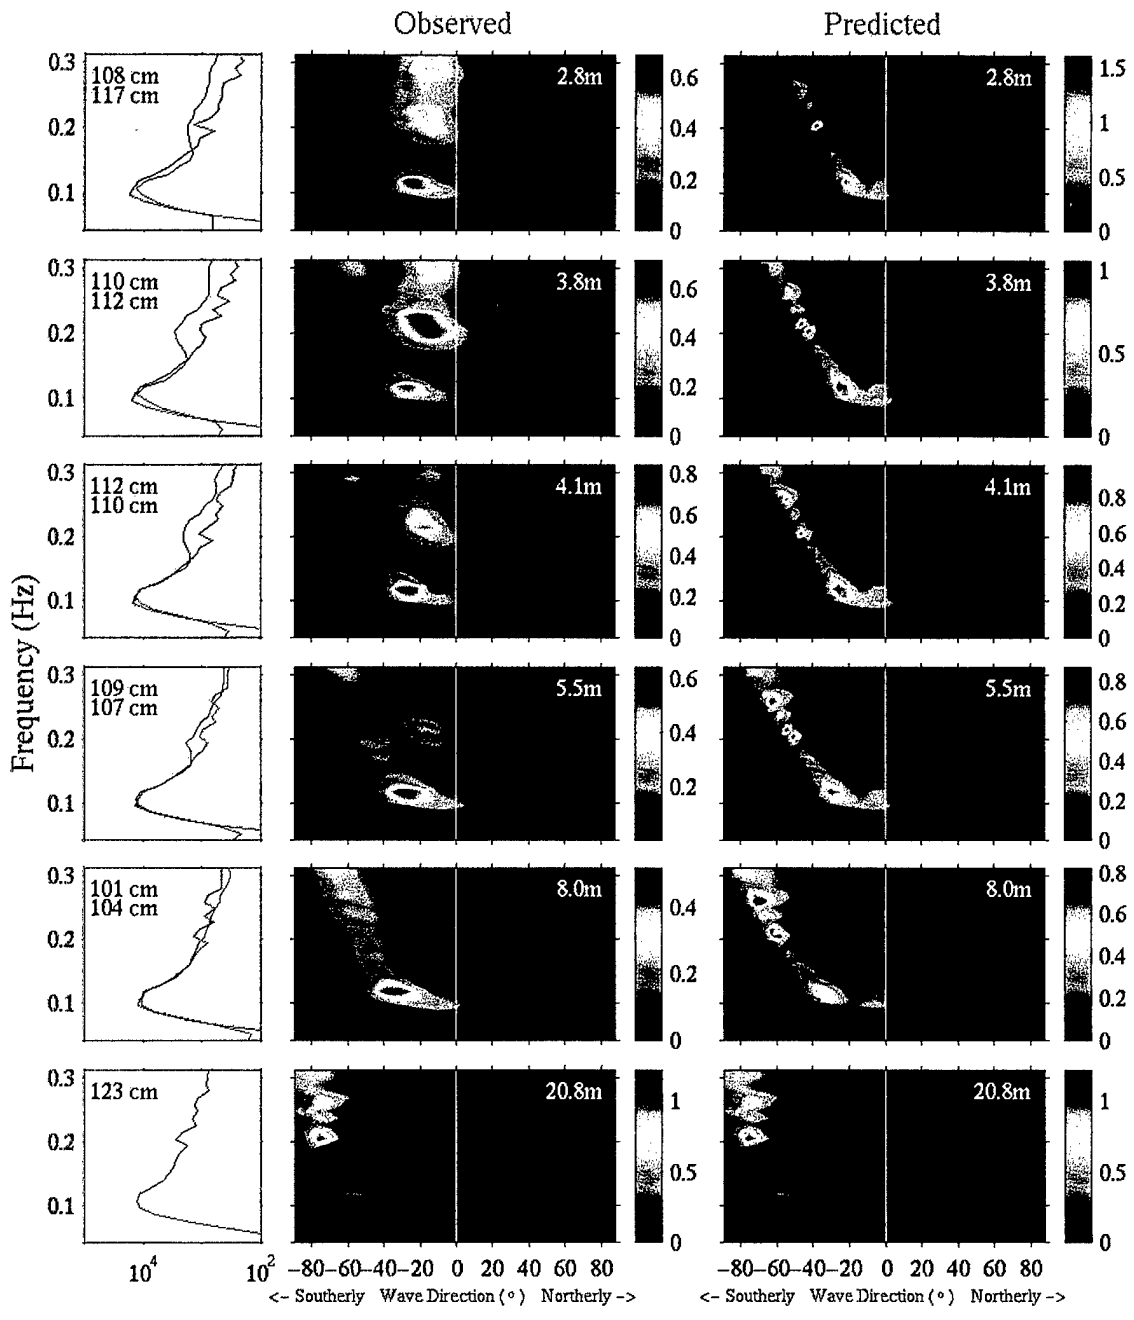 Observed Predicted
Frequency (Hz)
0.3
0.2
0.1
108 cm
117 cm
2.8m
0.6
0.4
0.2
0
2.8m
1.5
1
0.5
0
0.3
0.2
0.1
110 cm
112 cm
3.8m
0.6
0.4
0.2
0
3.8m
1
0.5
0
0.3
0.2
0.1
112 cm
110 cm
4.1m
0.8
0.6
0.4
0.2
0
4.1m
0.8
0.6
0.4
0.2
0
0.3
0.2
0.1
109 cm
107 cm
5.5m
0.6
0.4
0.2
0
5.5m
0.8
0.6
0.4
0.2
0
0.3
0.2
0.1
101 cm
104 cm
8.0m
0.4
0.2
0
8.0m
0.8
0.6
0.4
0.2
0
0.3
0.2
0.1
123 cm
20.8m
1
0.5
0
20.8m
1
0.5
0
10^4 10^2 -80 -60 -40 -20 0 20 40 60 80 -80 -60 -40 -20 0 20 40 60 80
<- Southerly Wave Direction (°) Northerly -> <- Southerly Wave Direction (°) Northerly ->